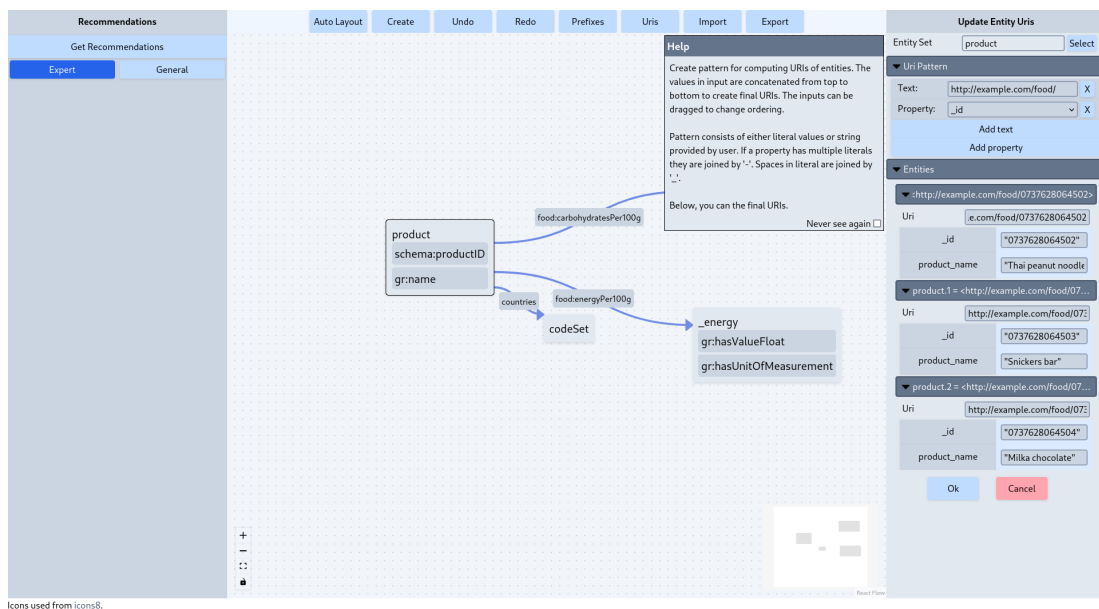 Recommendations
Get Recommendations
Expert
General
Auto Layout
Create
Undo
Redo
Prefixes
Uris
Import
Export
product
schema:productID
gr:name
food:carbohydratesPer100g
food:energyPer100g
countries
codeSet
_energy
gr:hasValueFloat
gr:hasUnitOfMeasurement
Help
Create pattern for computing URIs of entities. The
values in input are concatenated from top to
bottom to create final URIs. The inputs can be
dragged to change ordering.
Pattern consists of either literal values or string
provided by user. If a property has multiple literals
they are joined by '-'. Spaces in literal are joined by
'_'.
Below, you can the final URIs.
Never see again
React Flow
Update Entity Uris
Entity Set product Select
Uri Pattern
Text: http://example.com/food/ X
Property: _id X
Add text
Add property
Entities
<http://example.com/food/0737628064502>
Uri .e.com/food/0737628064502
_id "0737628064502"
product_name "Thai peanut noodle
product.1 = <http://example.com/food/07...
Uri http://example.com/food/073
_id "0737628064503"
product_name "Snickers bar"
product.2 = <http://example.com/food/07...
Uri http://example.com/food/073
_id "0737628064504"
product_name "Milka chocolate"
Ok
Cancel
Icons used from icons8.